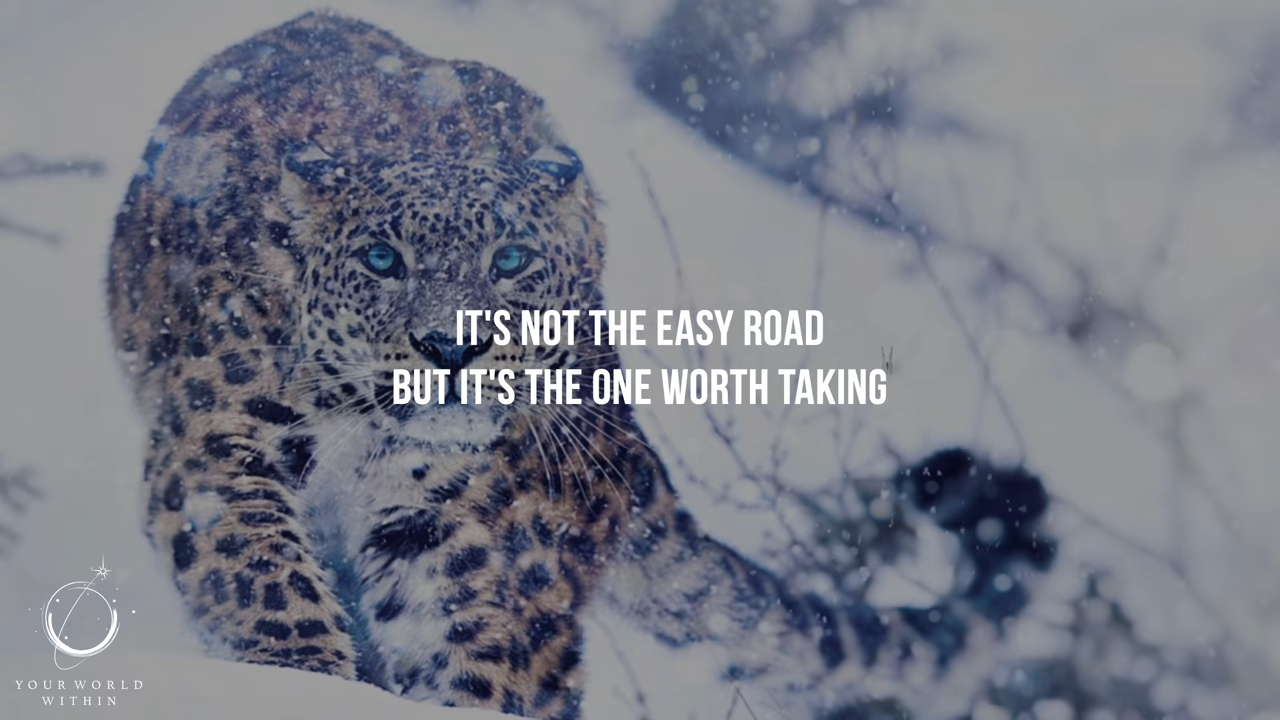 IT'S NOT THE EASY ROAD
BUT IT'S THE ONE WORTH TAKING
YOUR WORLD
WITHIN